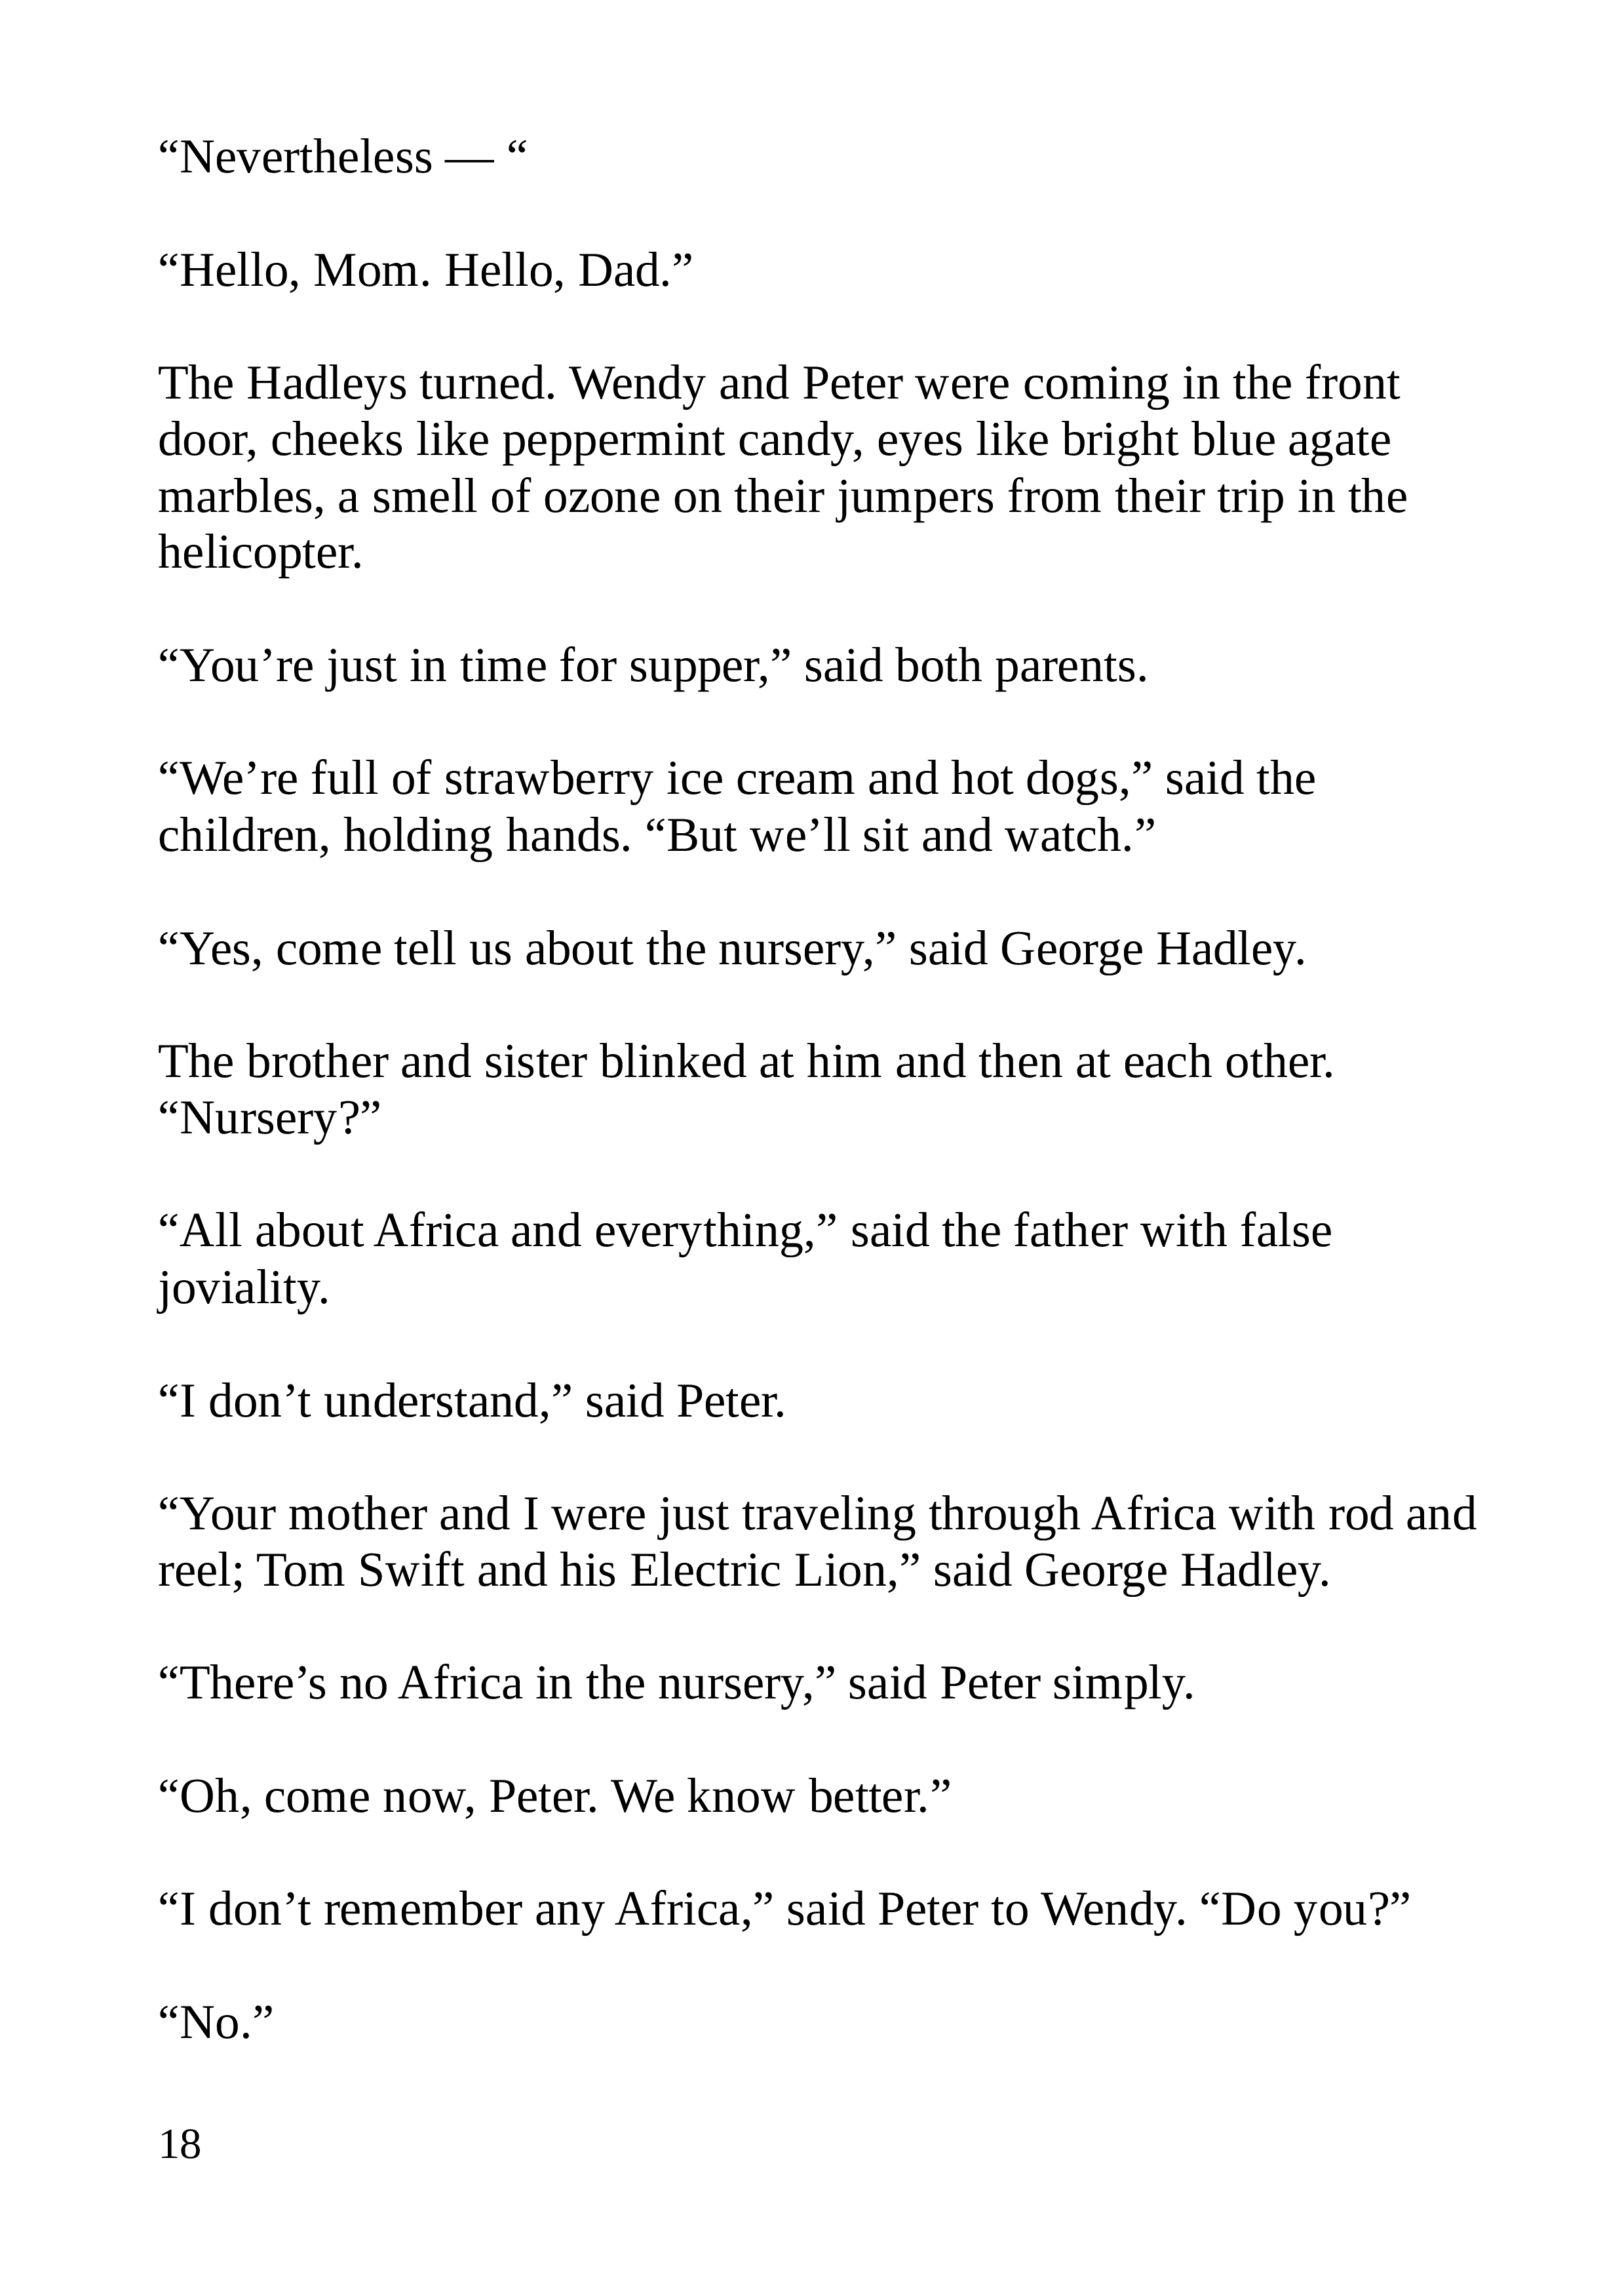 “Nevertheless — “
“Hello, Mom. Hello, Dad.”
The Hadleys turned. Wendy and Peter were coming in the front
door, cheeks like peppermint candy, eyes like bright blue agate
marbles, a smell of ozone on their jumpers from their trip in the
helicopter.
“You’re just in time for supper,” said both parents.
“We’re full of strawberry ice cream and hot dogs,” said the
children, holding hands. “But we’ll sit and watch.”
“Yes, come tell us about the nursery,” said George Hadley.
The brother and sister blinked at him and then at each other.
“Nursery?”
“All about Africa and everything,” said the father with false
joviality.
“I don’t understand,” said Peter.
“Your mother and I were just traveling through Africa with rod and
reel; Tom Swift and his Electric Lion,” said George Hadley.
“There’s no Africa in the nursery,” said Peter simply.
“Oh, come now, Peter. We know better.”
“I don’t remember any Africa,” said Peter to Wendy. “Do you?”
“No.”
18